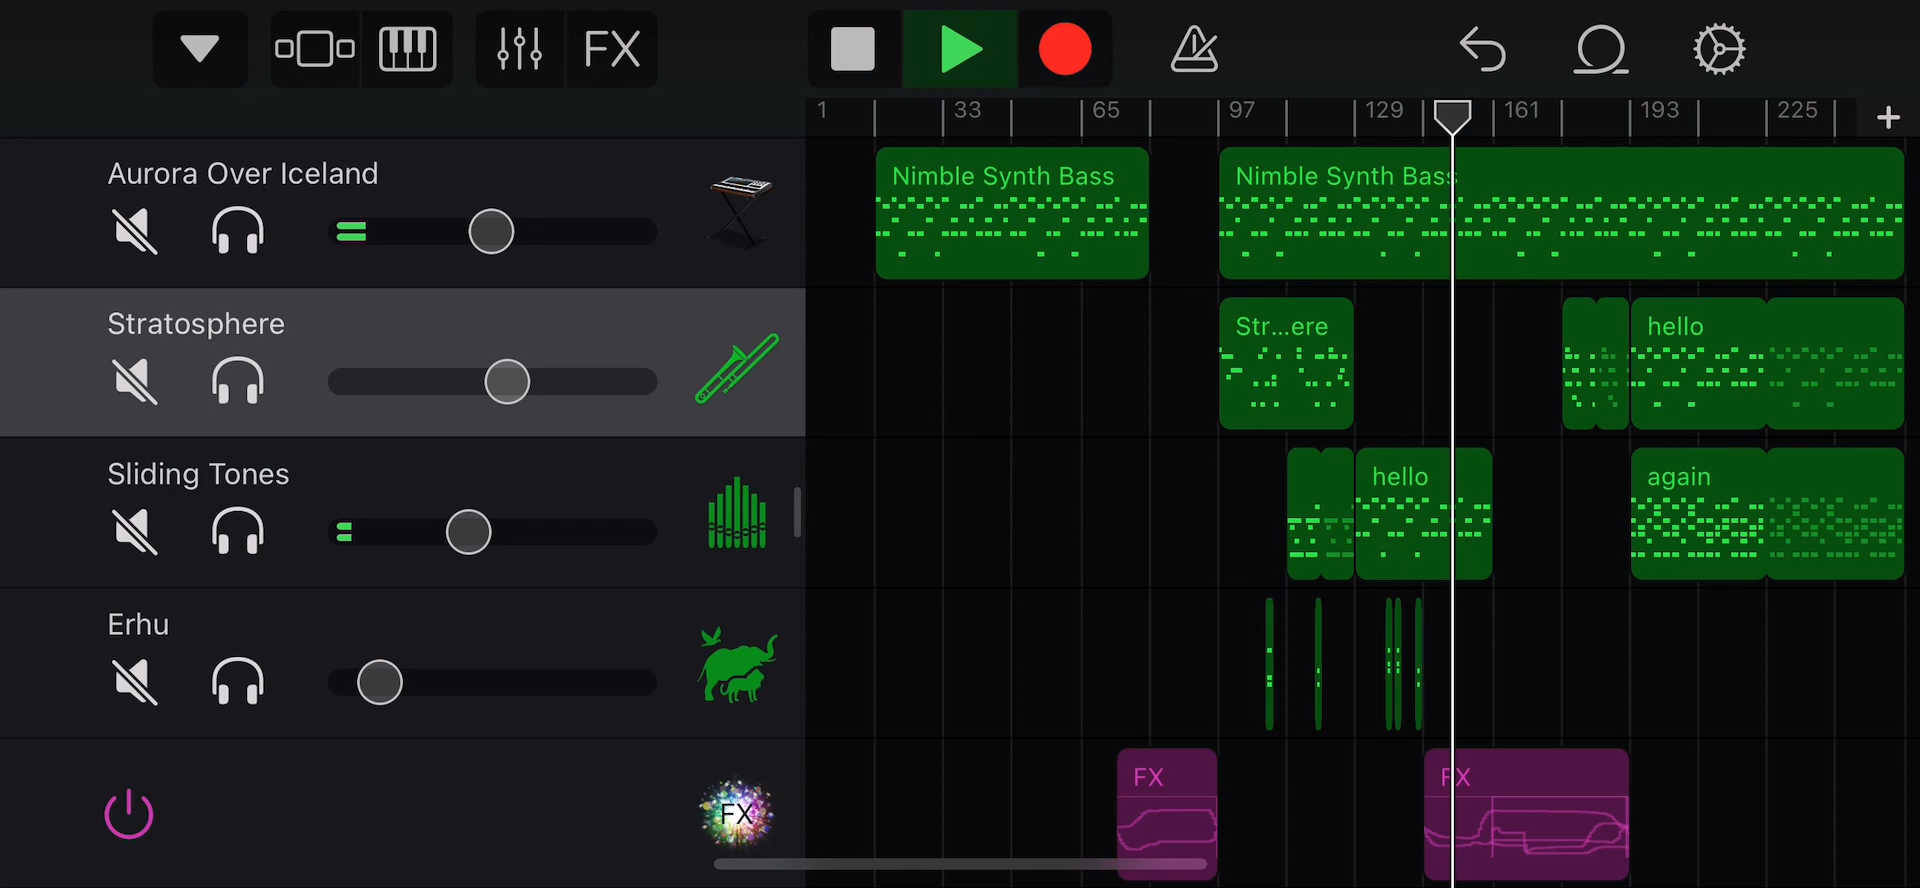 FX
1 33 65 97 129 161 193 225 +
Aurora Over Iceland
Nimble Synth Bass
Nimble Synth Bass
Stratosphere
Str...ere
hello
Sliding Tones
hello
again
Erhu
FX
FX
FX